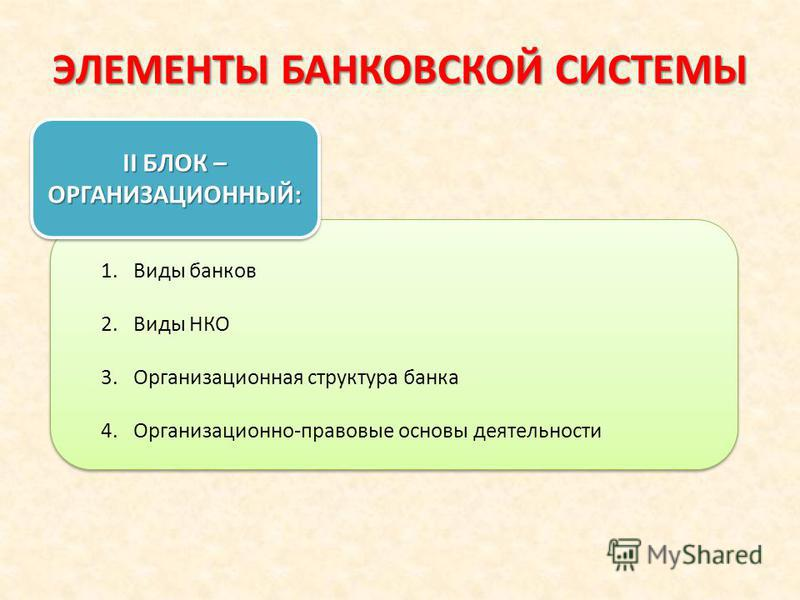 ЭЛЕМЕНТЫ БАНКОВСКОЙ СИСТЕМЫ
II БЛОК –
ОРГАНИЗАЦИОННЫЙ:
1. Виды банков
2. Виды НКО
3. Организационная структура банка
4. Организационно-правовые основы деятельности
MyShared